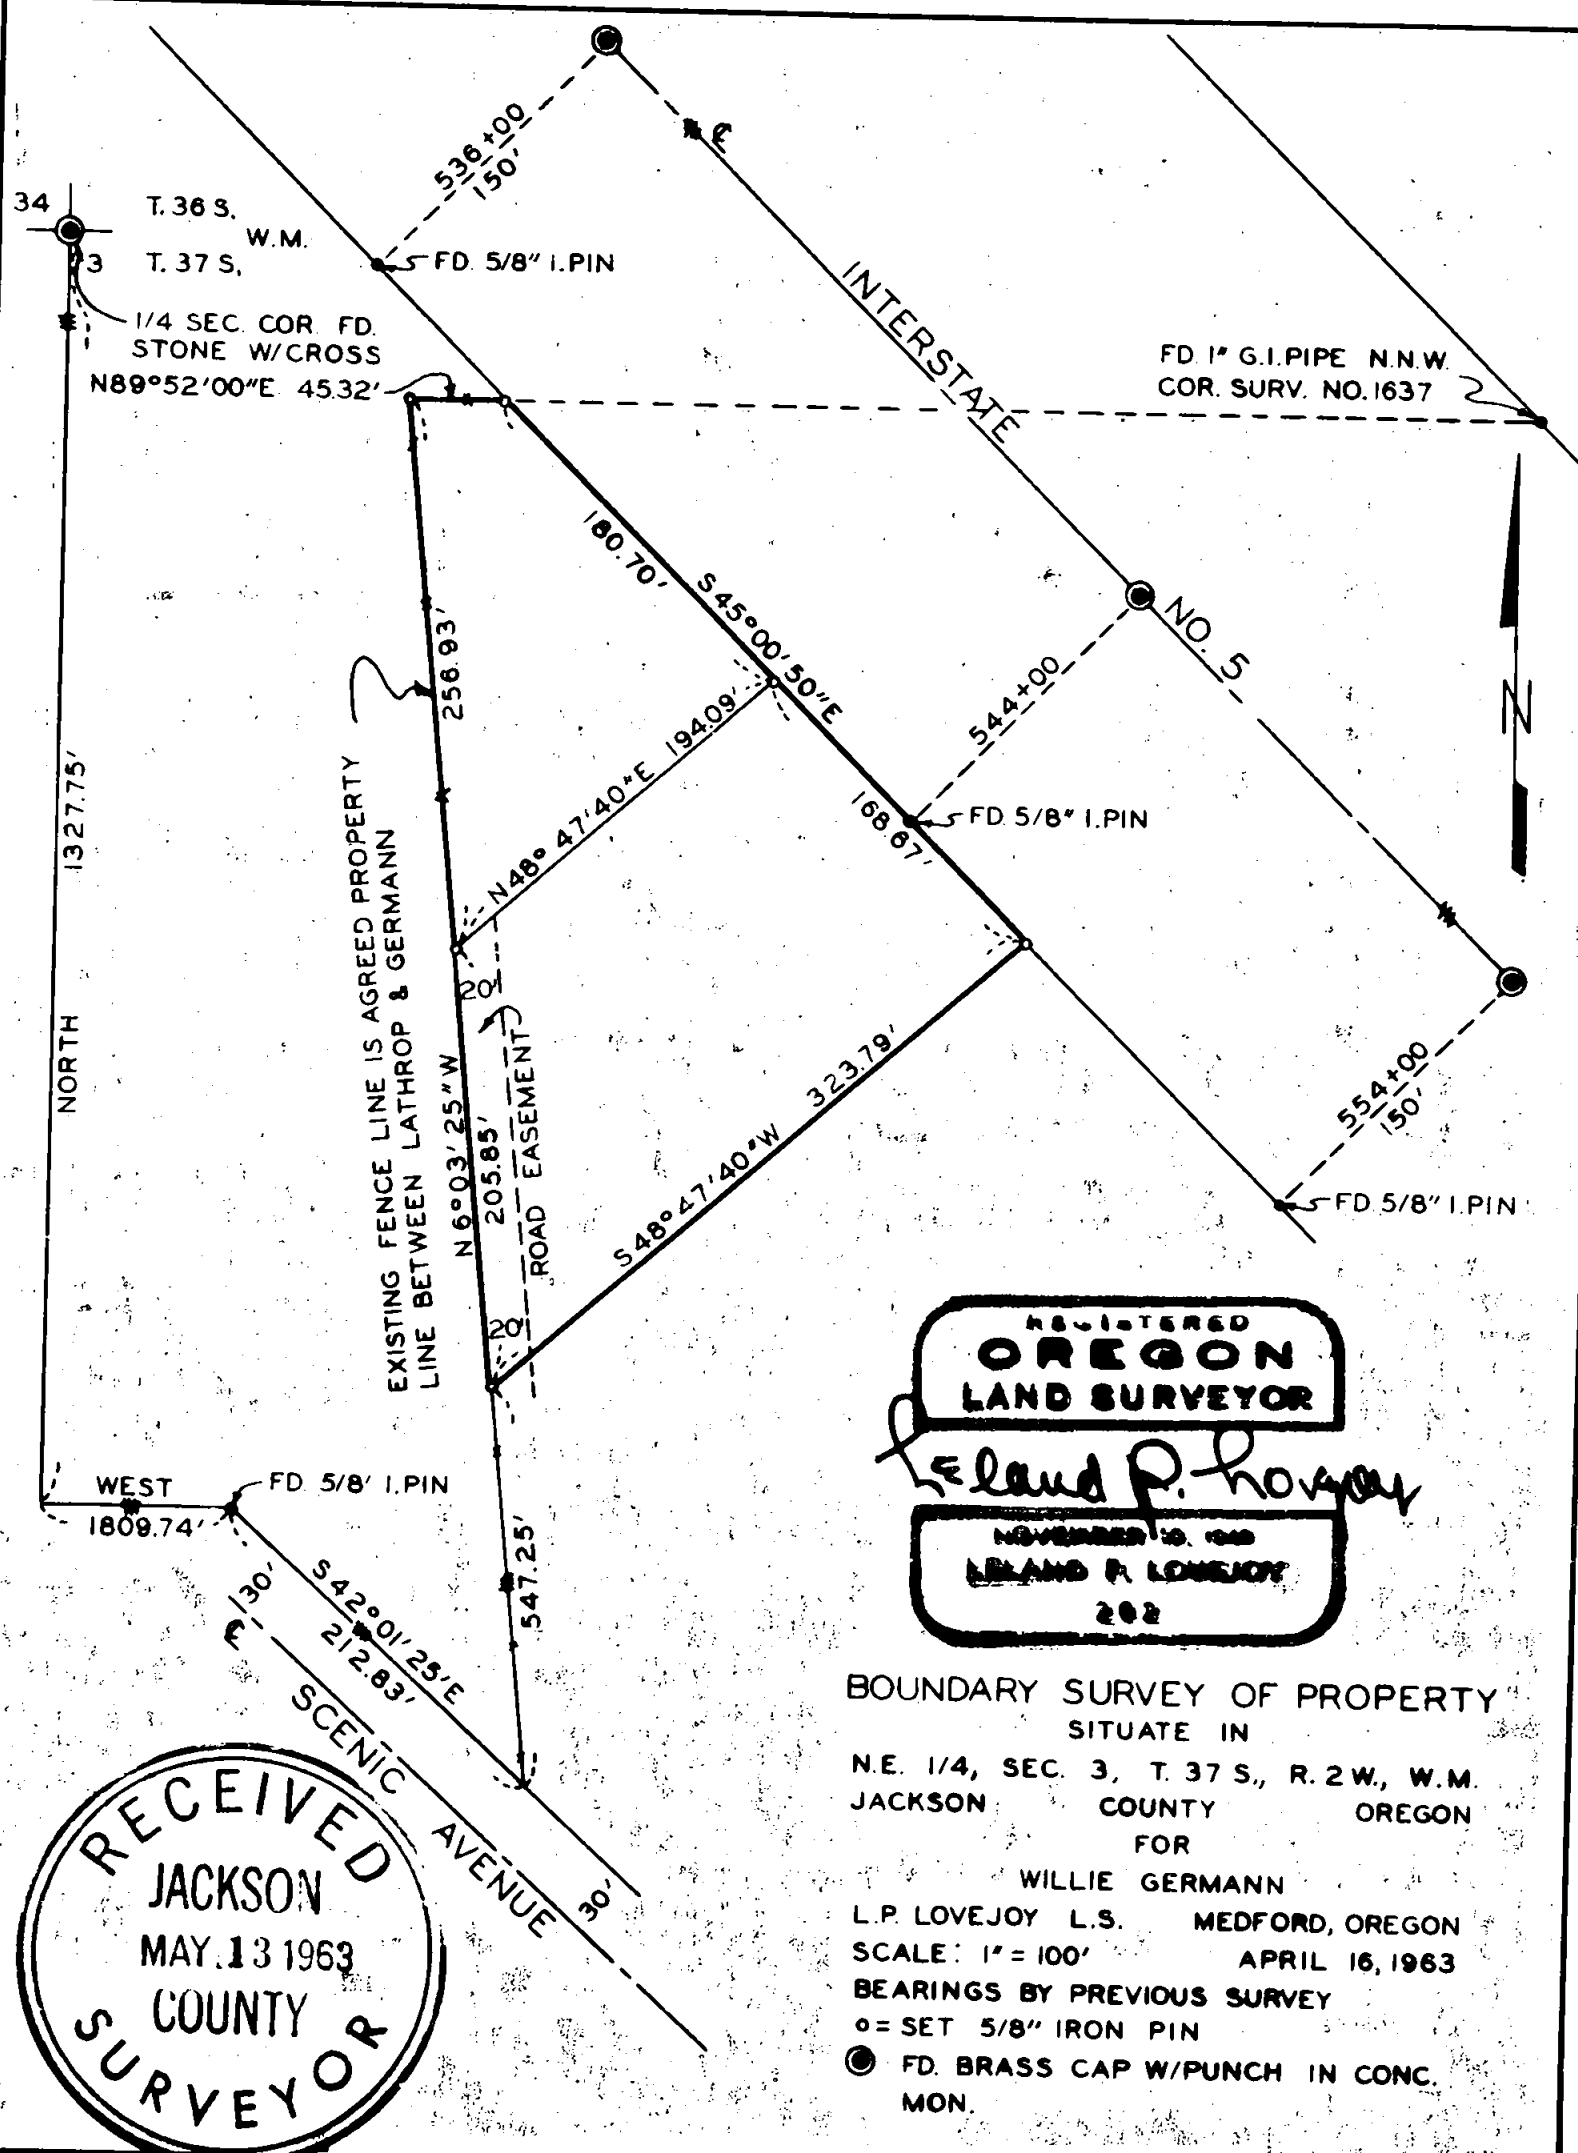 536+00
150'
℄
34
T. 36 S.
W.M.
3
T. 37 S.
FD. 5/8" I.PIN
1/4 SEC. COR. FD.
STONE W/CROSS
N89°52'00"E 45.32'
INTERSTATE
NO. 5
FD. 1" G.I.PIPE N.N.W.
COR. SURV. NO. 1637
180.70'
S45°00'50"E
168.67'
N
258.93'
N48°47'40"E 194.09'
544+00
FD. 5/8" I.PIN
1327.75'
NORTH
EXISTING FENCE LINE IS AGREED PROPERTY
LINE BETWEEN LATHROP & GERMANN
20'
N6°03'25"W
205.85'
ROAD EASEMENT
20'
S48°47'40"W 323.79'
554+00
150'
FD. 5/8" I.PIN
REGISTERED
OREGON
LAND SURVEYOR
Leland P. Lovejoy
LELAND P. LOVEJOY
202
WEST
1809.74'
FD. 5/8' I.PIN
30'
℄
S42°01'25"E
212.83'
547.25'
SCENIC AVENUE
30'
RECEIVED
JACKSON
MAY.13 1963
COUNTY
SURVEYOR
BOUNDARY SURVEY OF PROPERTY
SITUATE IN
N.E. 1/4, SEC. 3, T. 37 S., R. 2 W., W.M.
JACKSON COUNTY OREGON
FOR
WILLIE GERMANN
L.P. LOVEJOY L.S. MEDFORD, OREGON
SCALE: 1" = 100' APRIL 16, 1963
BEARINGS BY PREVIOUS SURVEY
o = SET 5/8" IRON PIN
FD. BRASS CAP W/PUNCH IN CONC.
MON.